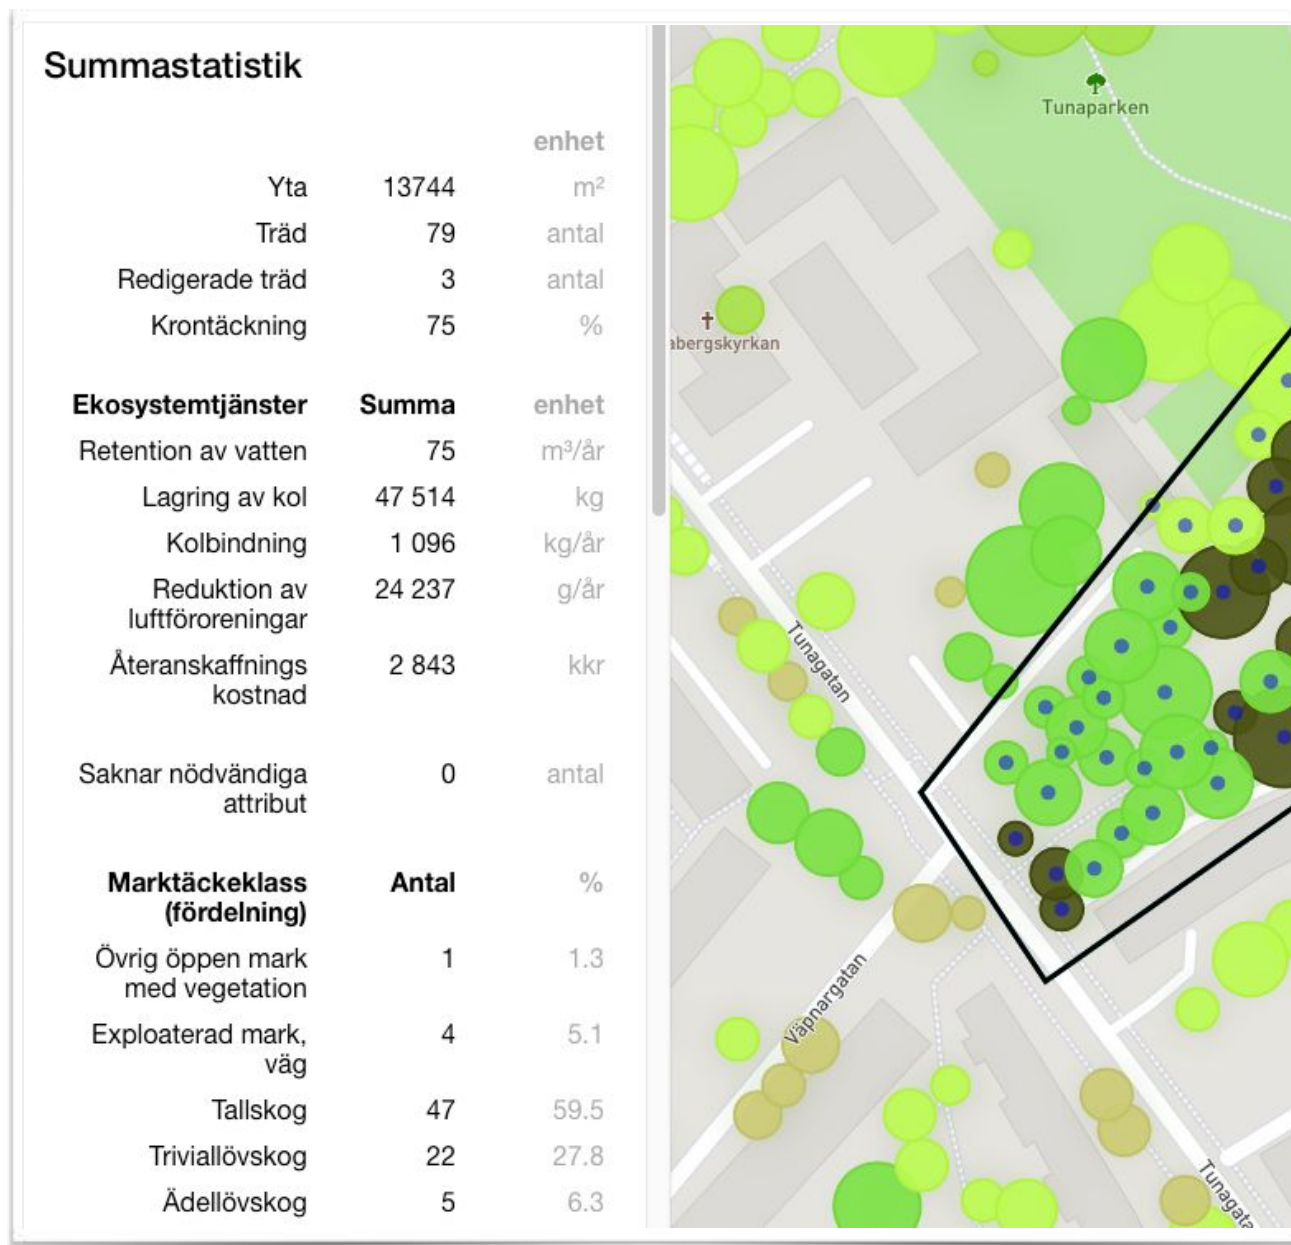 Summastatistik
enhet
Yta 13744 m²
Träd 79 antal
Redigerade träd 3 antal
Krontäckning 75 %
Ekosystemtjänster Summa enhet
Retention av vatten 75 m³/år
Lagring av kol 47 514 kg
Kolbindning 1 096 kg/år
Reduktion av 24 237 g/år
luftföroreningar
Återanskaffnings 2 843 kkr
kostnad
Saknar nödvändiga 0 antal
attribut
Marktäckeklass Antal %
(fördelning)
Övrig öppen mark 1 1.3
med vegetation
Exploaterad mark, 4 5.1
väg
Tallskog 47 59.5
Triviallövskog 22 27.8
Ädellövskog 5 6.3
Tunaparken
abergskyrkan
Tunagatan
Väpnargatan
Tunagata